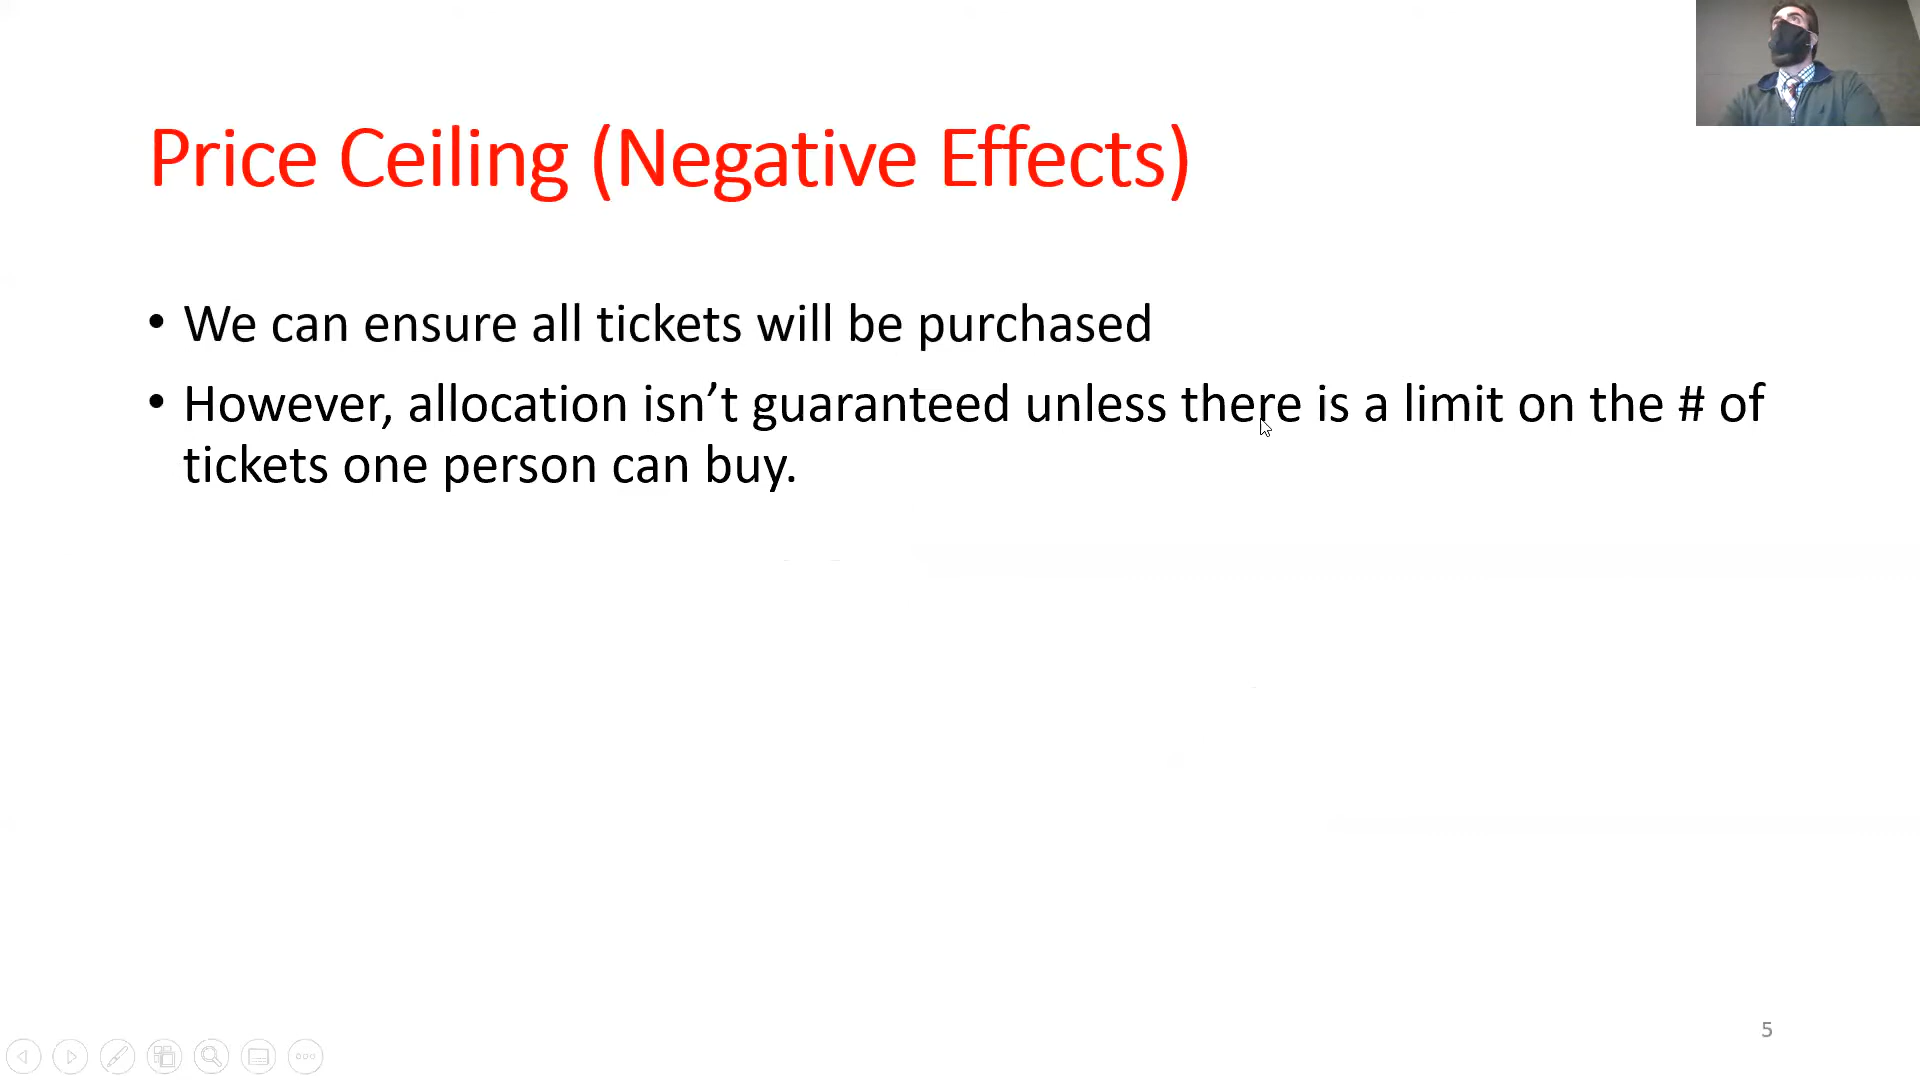 Price Ceiling (Negative Effects)
• We can ensure all tickets will be purchased
• However, allocation isn’t guaranteed unless there is a limit on the # of
tickets one person can buy.
5